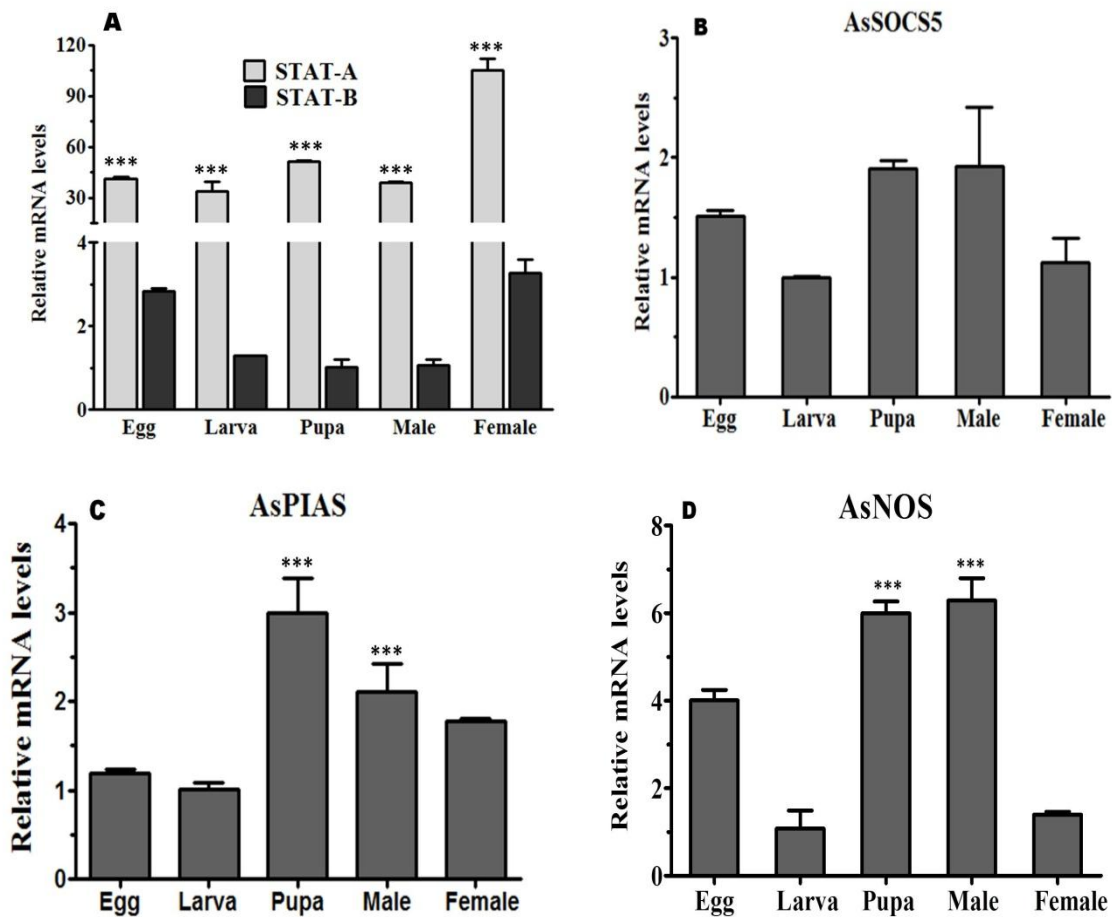 A
Relative mRNA levels
120
90
60
30
4
2
0
***
***
***
***
***
STAT-A
STAT-B
Egg Larva Pupa Male Female
B
AsSOCS5
Relative mRNA levels
3
2
1
0
Egg Larva Pupa Male Female
C
AsPIAS
Relative mRNA levels
4
3
2
1
0
***
***
Egg Larva Pupa Male Female
D
AsNOS
Relative mRNA levels
8
6
4
2
0
***
***
Egg Larva Pupa Male Female